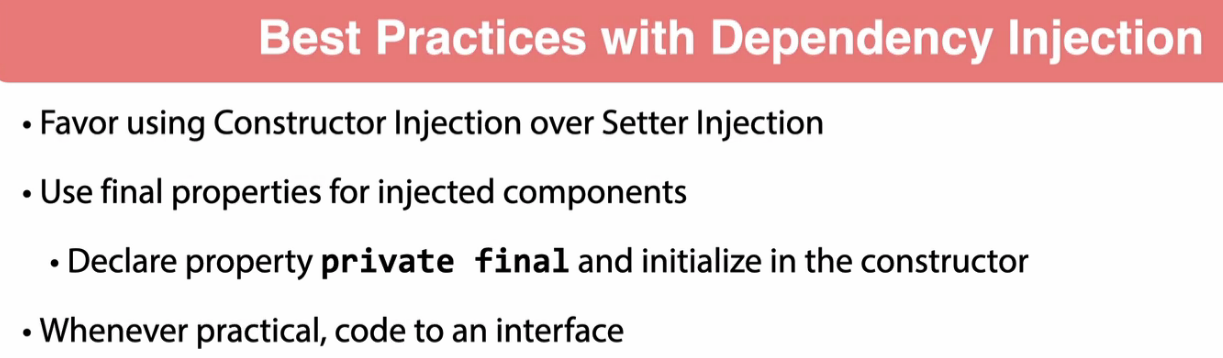 Best Practices with Dependency Injection
• Favor using Constructor Injection over Setter Injection
• Use final properties for injected components
• Declare property private final and initialize in the constructor
• Whenever practical, code to an interface